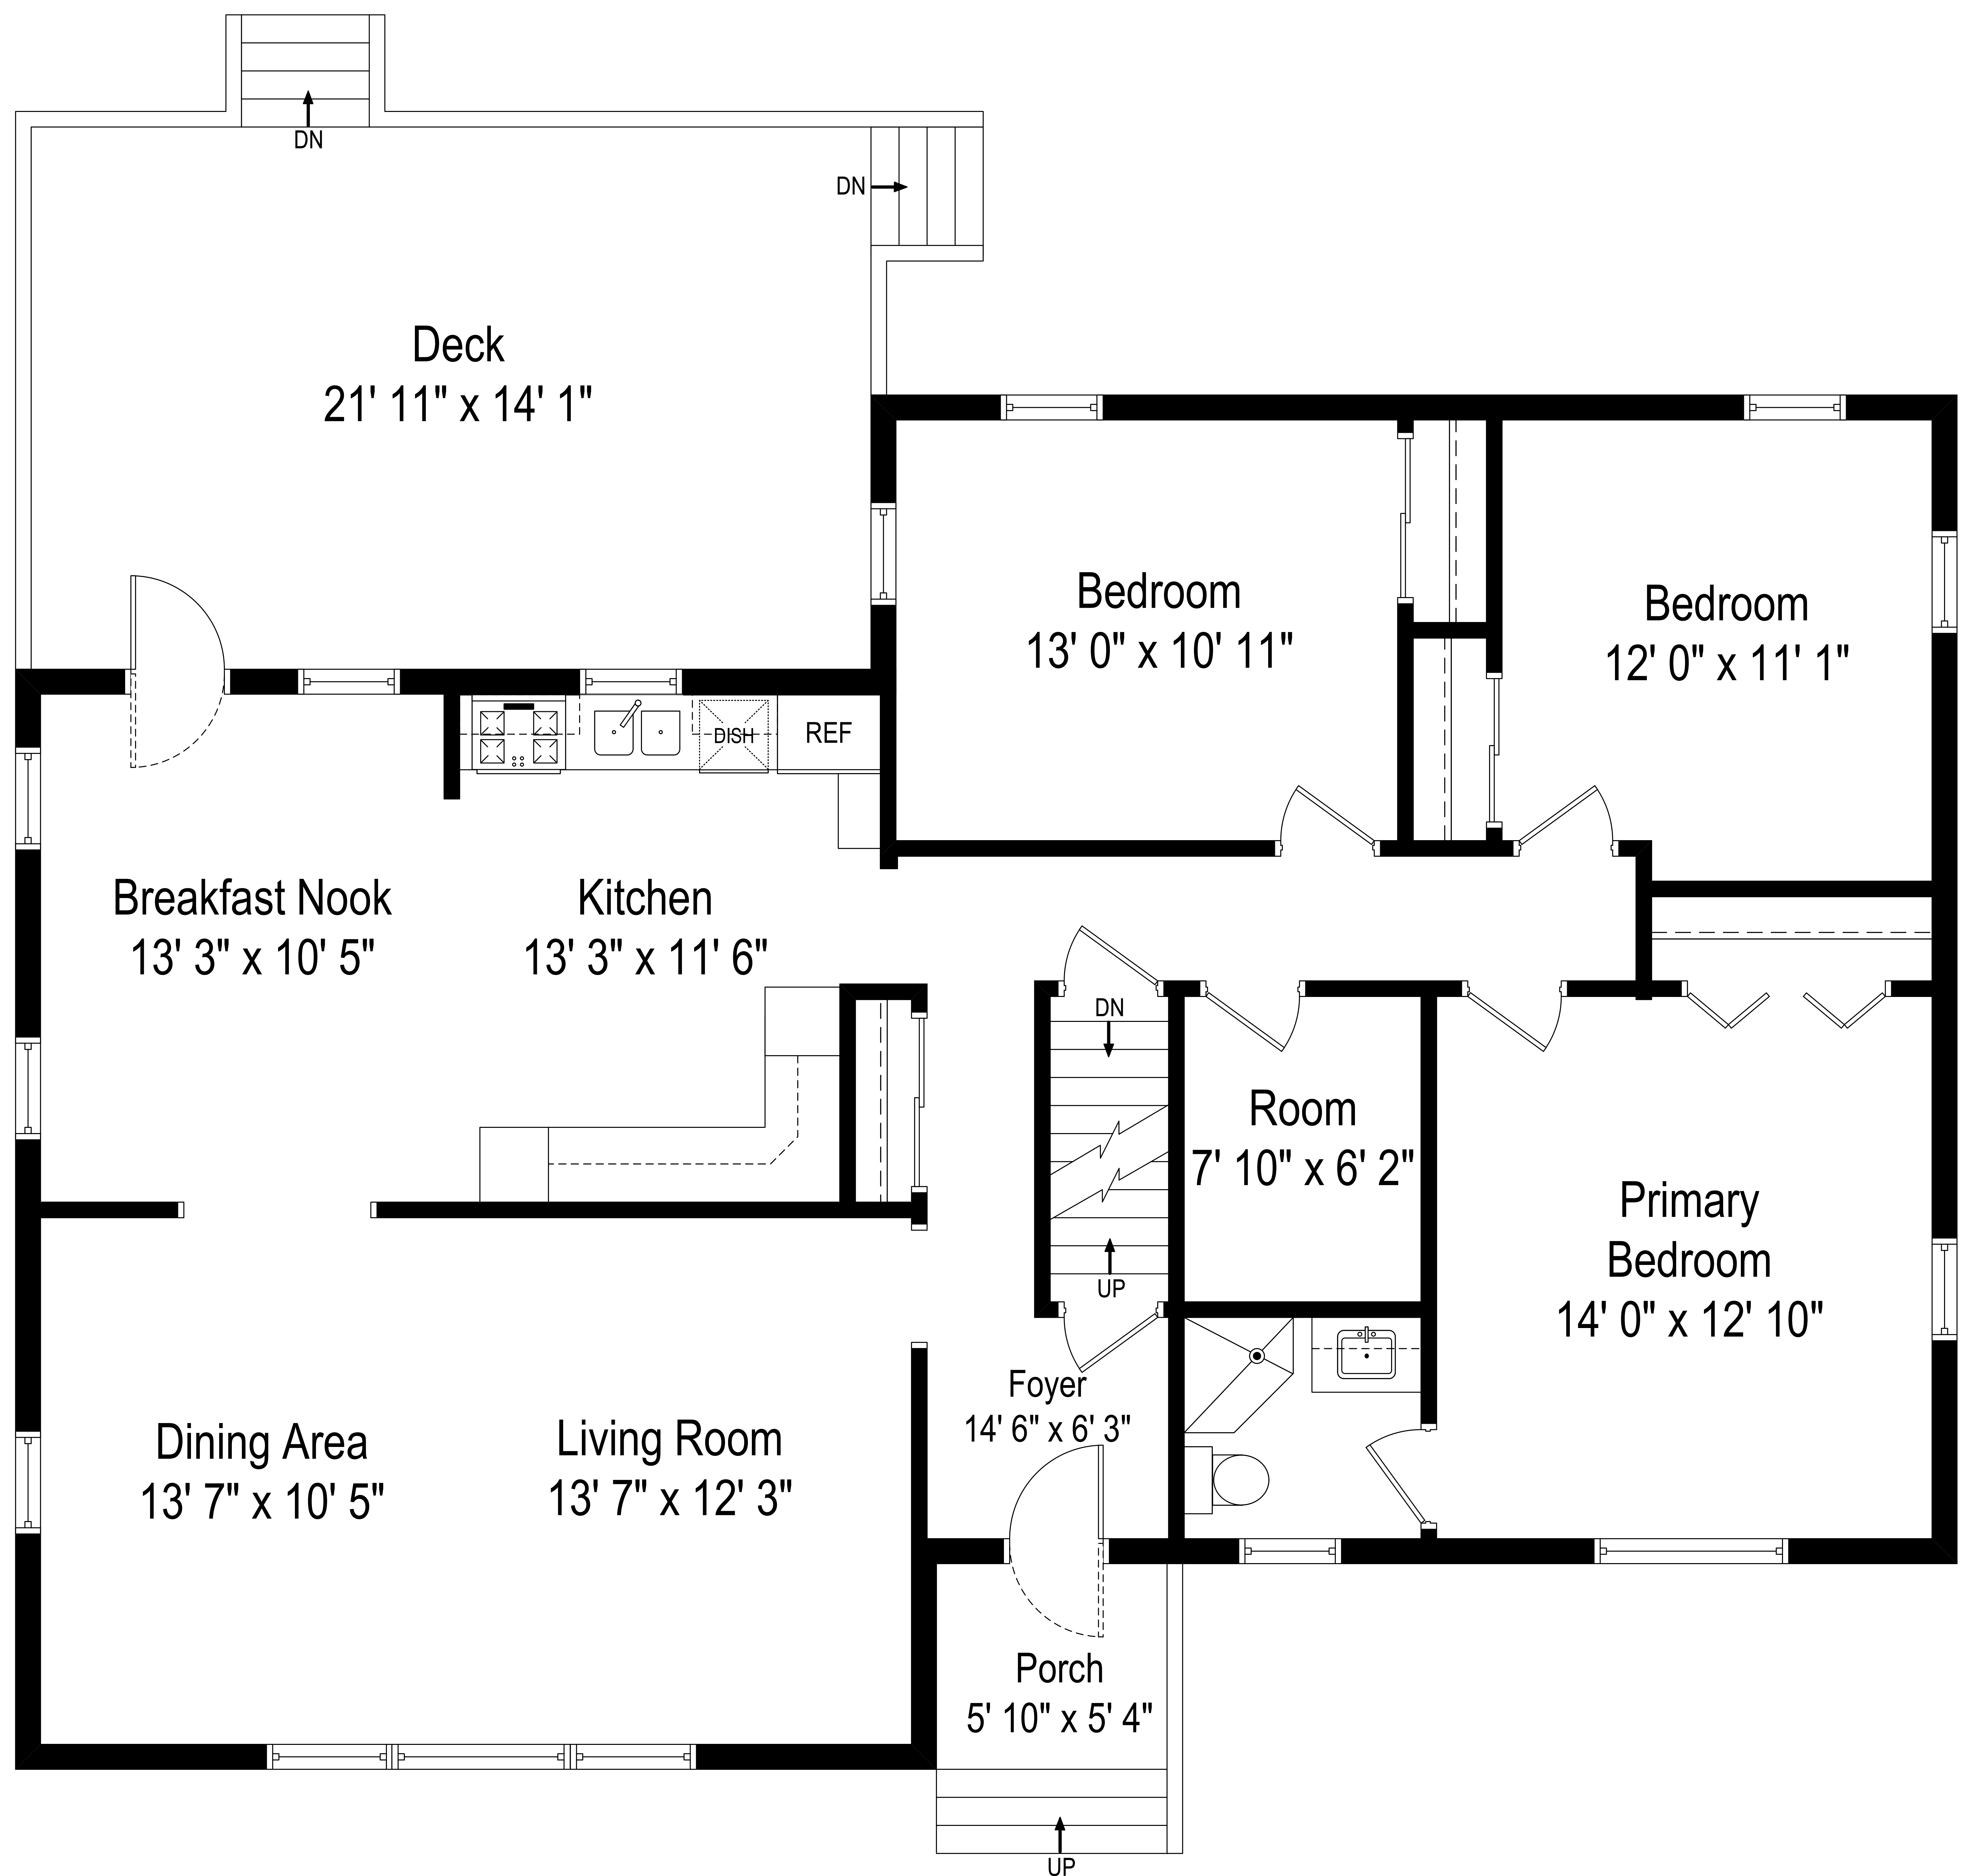 DN
DN
Deck
21' 11" x 14' 1"
Bedroom
13' 0" x 10' 11"
Bedroom
12' 0" x 11' 1"
DISH
REF
Breakfast Nook
13' 3" x 10' 5"
Kitchen
13' 3" x 11' 6"
DN
Room
7' 10" x 6' 2"
Primary
Bedroom
14' 0" x 12' 10"
UP
Foyer
14' 6" x 6' 3"
Dining Area
13' 7" x 10' 5"
Living Room
13' 7" x 12' 3"
Porch
5' 10" x 5' 4"
UP